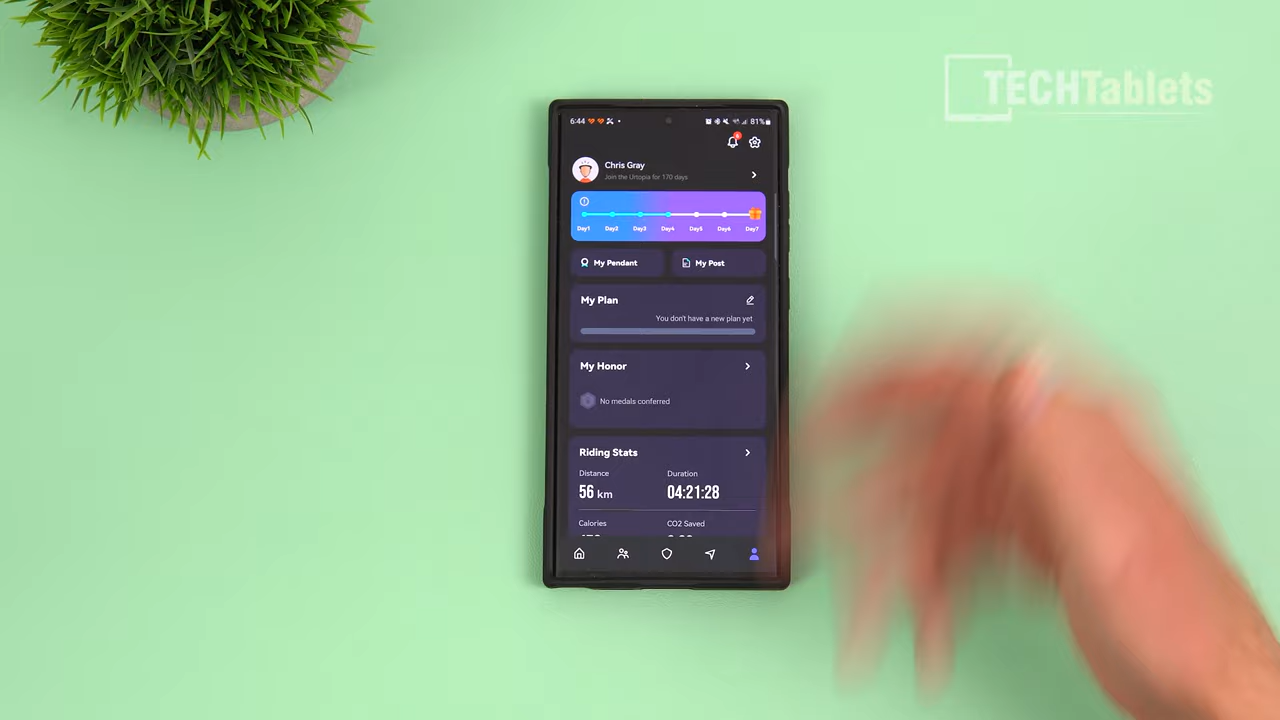 TECHTablets
6:44
81%
Chris Gray
Join the Urtopia for 170 days
Day1 Day2 Day3 Day4 Day5 Day6 Day7
My Pendant My Post
My Plan
You don't have a new plan yet
My Honor
No medals conferred
Riding Stats
Distance Duration
56 km 04:21:28
Calories CO2 Saved